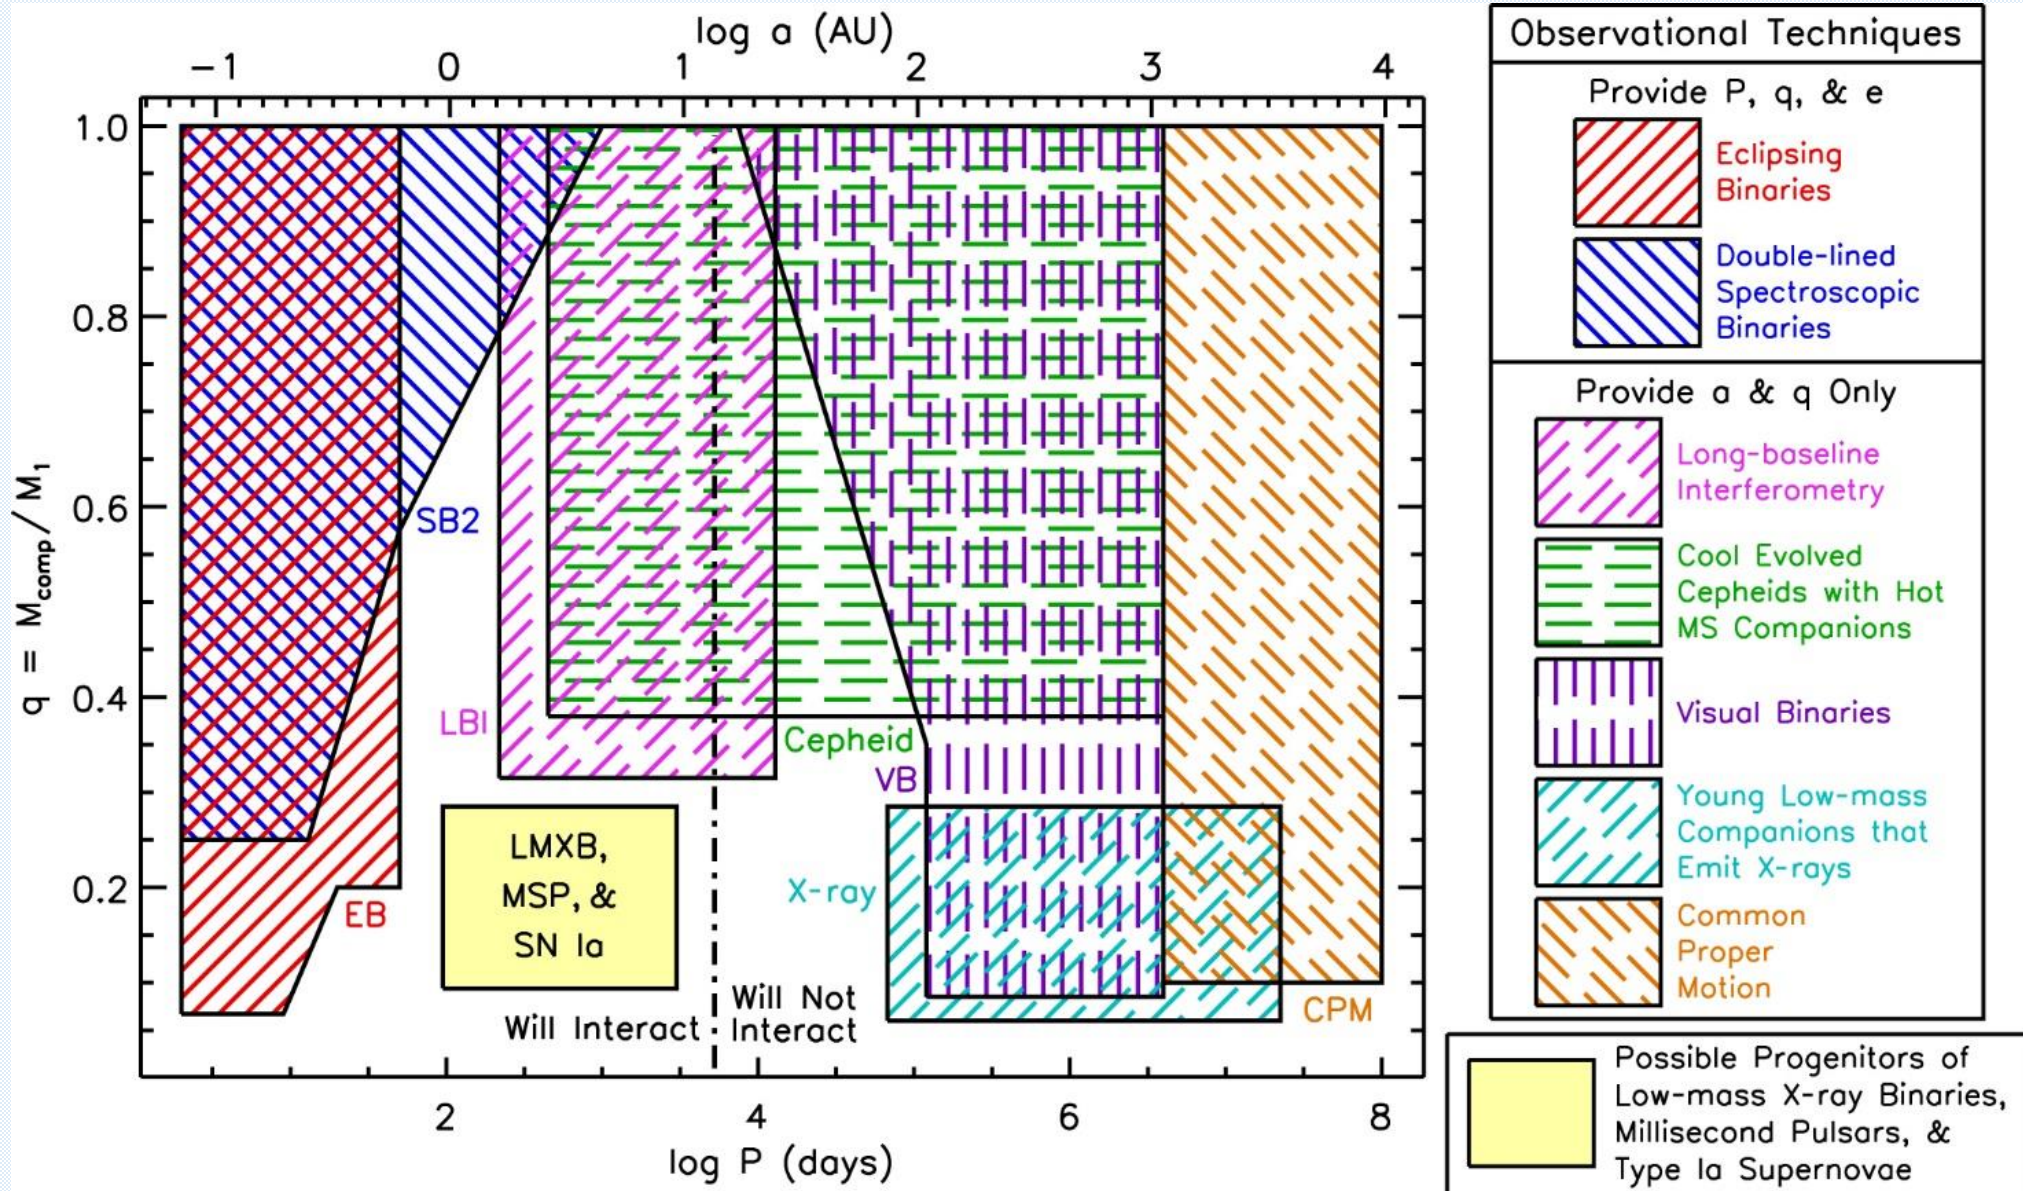 log a (AU)
−1 0 1 2 3 4
1.0
0.8
0.6
0.4
0.2
q = Mcomp/M1
SB2
LBI
Cepheid
VB
X-ray
EB
CPM
LMXB,
MSP, &
SN Ia
Will Interact
Will Not
Interact
2 4 6 8
log P (days)
Observational Techniques
Provide P, q, & e
Eclipsing
Binaries
Double-lined
Spectroscopic
Binaries
Provide a & q Only
Long-baseline
Interferometry
Cool Evolved
Cepheids with Hot
MS Companions
Visual Binaries
Young Low-mass
Companions that
Emit X-rays
Common
Proper
Motion
Possible Progenitors of
Low-mass X-ray Binaries,
Millisecond Pulsars, &
Type Ia Supernovae